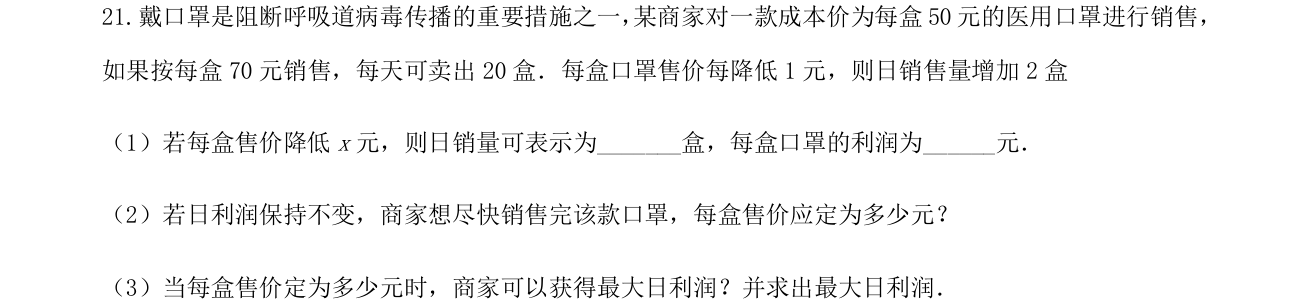 21.戴口罩是阻断呼吸道病毒传播的重要措施之一，某商家对一款成本价为每盒 50 元的医用口罩进行销售，
如果按每盒 70 元销售，每天可卖出 20 盒．每盒口罩售价每降低 1 元，则日销售量增加 2 盒
（1）若每盒售价降低 x 元，则日销量可表示为_______盒，每盒口罩的利润为______元．
（2）若日利润保持不变，商家想尽快销售完该款口罩，每盒售价应定为多少元？
（3）当每盒售价定为多少元时，商家可以获得最大日利润？并求出最大日利润．